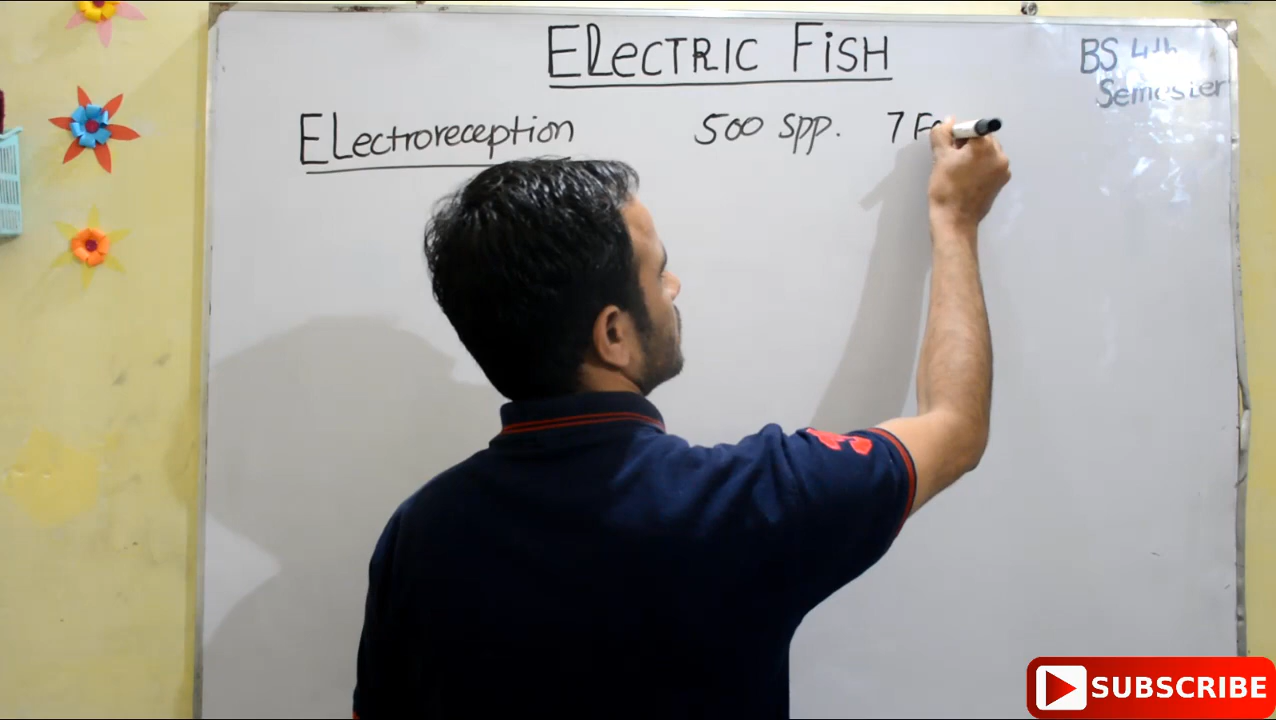 ELECTRIC FiSH
BS 4th
Semester
ELectroreception 500 spp. 7
SUBSCRIBE